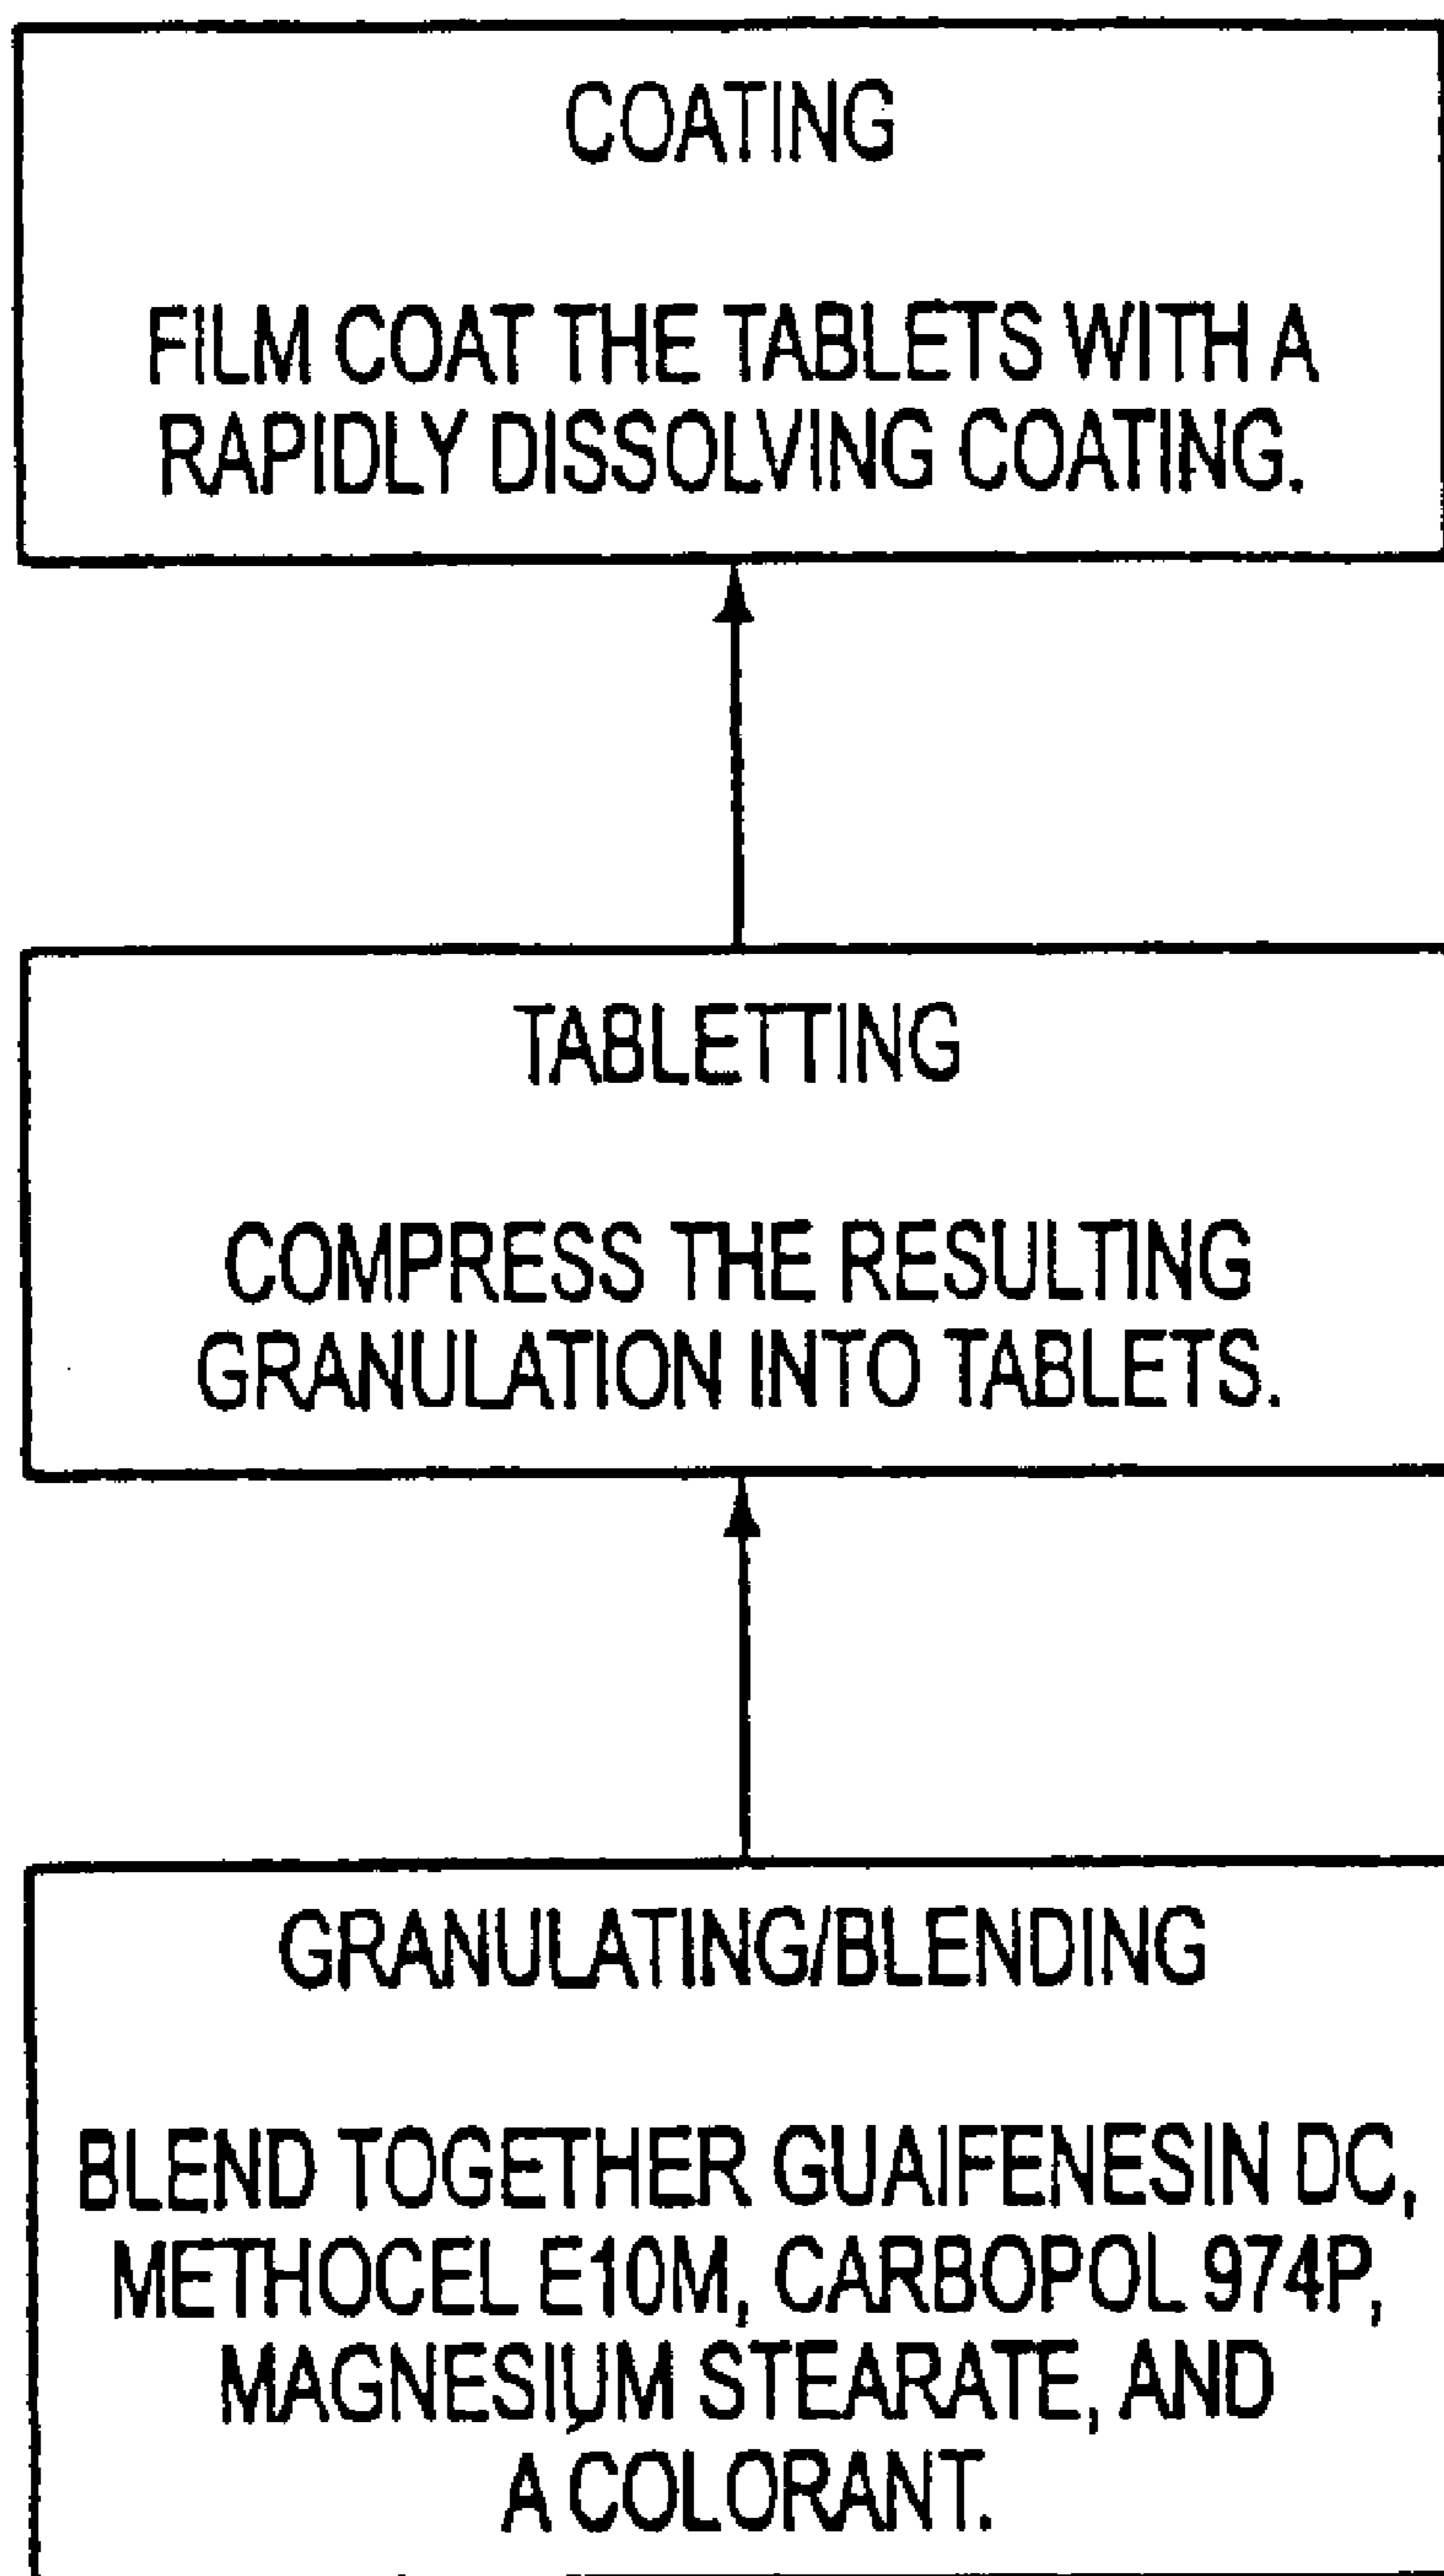 COATING
FILM COAT THE TABLETS WITH A
RAPIDLY DISSOLVING COATING.
TABLETTING
COMPRESS THE RESULTING
GRANULATION INTO TABLETS.
GRANULATING/BLENDING
BLEND TOGETHER GUAIFENESIN DC,
METHOCEL E10M, CARBOPOL 974P,
MAGNESIUM STEARATE, AND
A COLORANT.